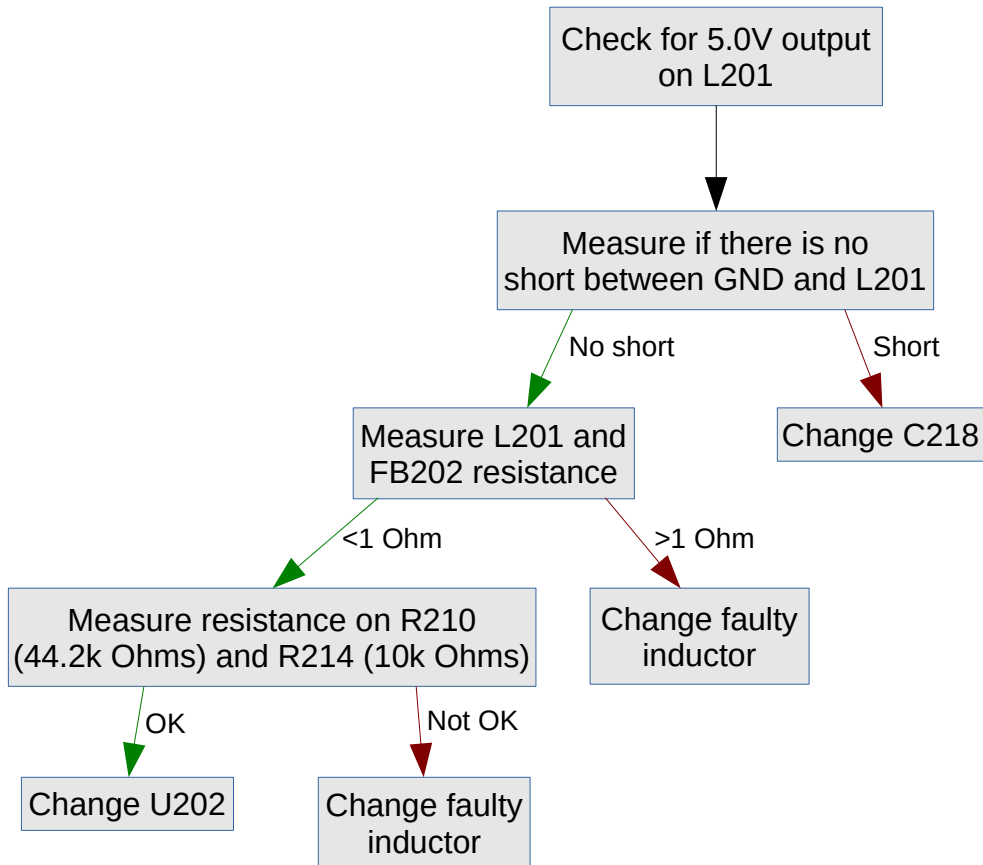 Check for 5.0V output
on L201
Measure if there is no
short between GND and L201
No short
Short
Measure L201 and
FB202 resistance
Change C218
<1 Ohm
>1 Ohm
Measure resistance on R210
(44.2k Ohms) and R214 (10k Ohms)
Change faulty
inductor
OK
Not OK
Change U202
Change faulty
inductor